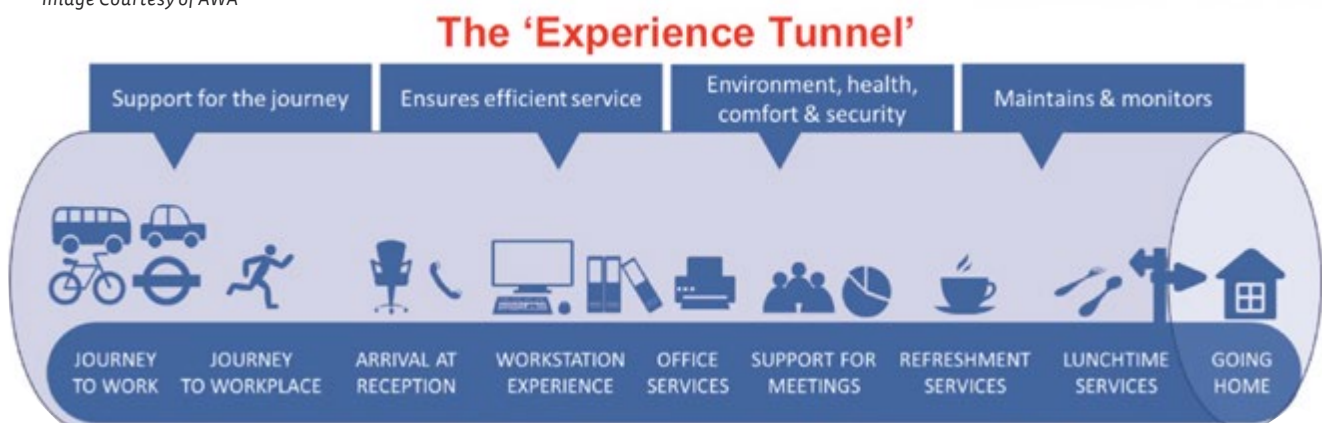 Image Courtesy of AWA
The ‘Experience Tunnel’
Support for the journey
Ensures efficient service
Environment, health,
comfort & security
Maintains & monitors
JOURNEY
TO WORK
JOURNEY
TO WORKPLACE
ARRIVAL AT
RECEPTION
WORKSTATION
EXPERIENCE
OFFICE
SERVICES
SUPPORT FOR
MEETINGS
REFRESHMENT
SERVICES
LUNCHTIME
SERVICES
GOING
HOME